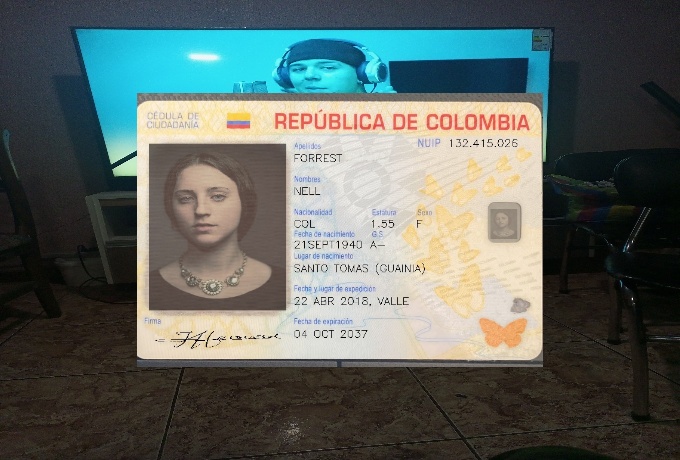 CÉDULA DE
CIUDADANÍA
REPÚBLICA DE COLOMBIA
NUIP 132.415.026
Apellidos
FORREST
Nombres
NELL
Nacionalidad Estatura Sexo
COL 1.55 F
Fecha de nacimiento G.S.
21SEPT1940 A-
Lugar de nacimiento
SANTO TOMAS (GUAINIA)
Fecha y lugar de expedición
22 ABR 2018, VALLE
Fecha de expiración
04 OCT 2037
Firma